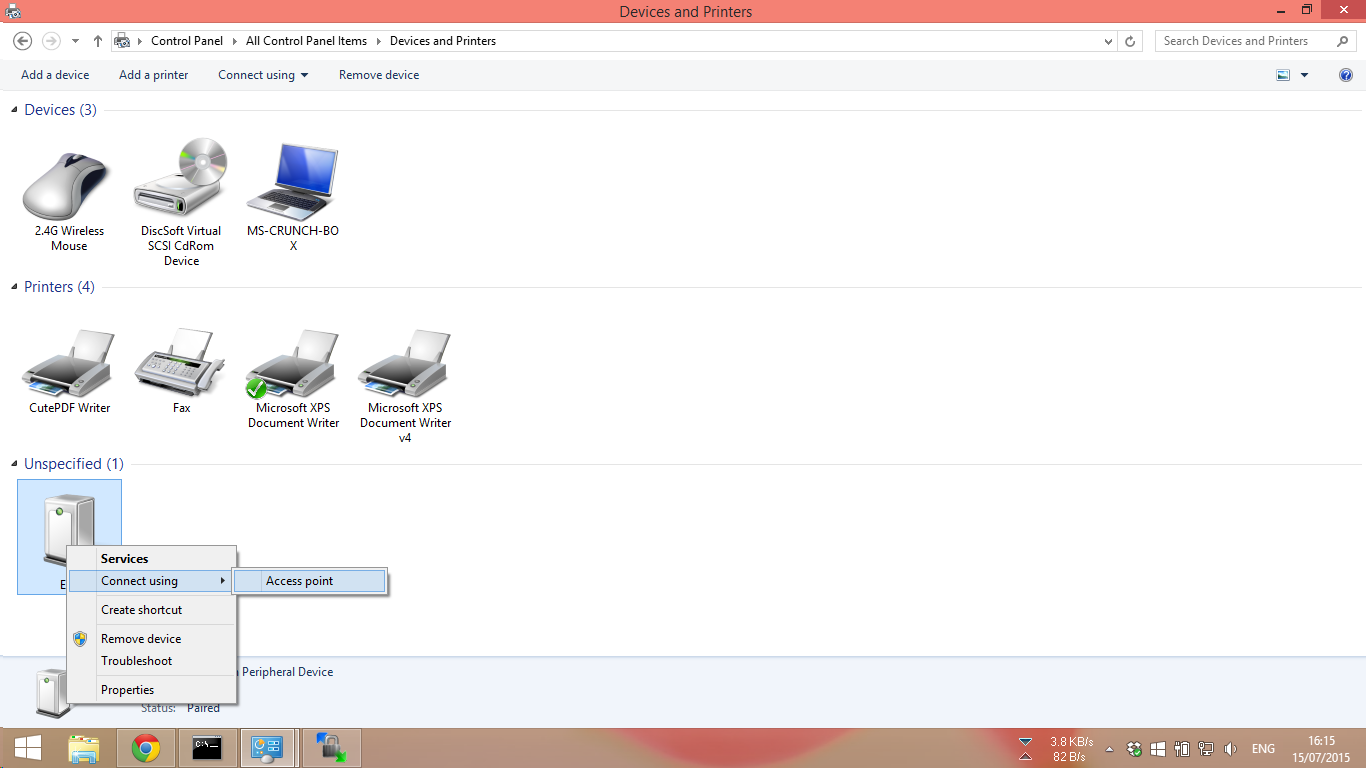 Devices and Printers
Control Panel All Control Panel Items Devices and Printers
Search Devices and Printers
Add a device Add a printer Connect using Remove device
Devices (3)
2.4G Wireless
Mouse
DiscSoft Virtual
SCSI CdRom
Device
MS-CRUNCH-BO
X
Printers (4)
CutePDF Writer
Fax
Microsoft XPS
Document Writer
Microsoft XPS
Document Writer
v4
Unspecified (1)
E
Services
Connect using
Access point
Create shortcut
Remove device
Troubleshoot
Properties
Peripheral Device
Status: Paired
C:\
3.8 KB/s
82 B/s
ENG
16:15
15/07/2015